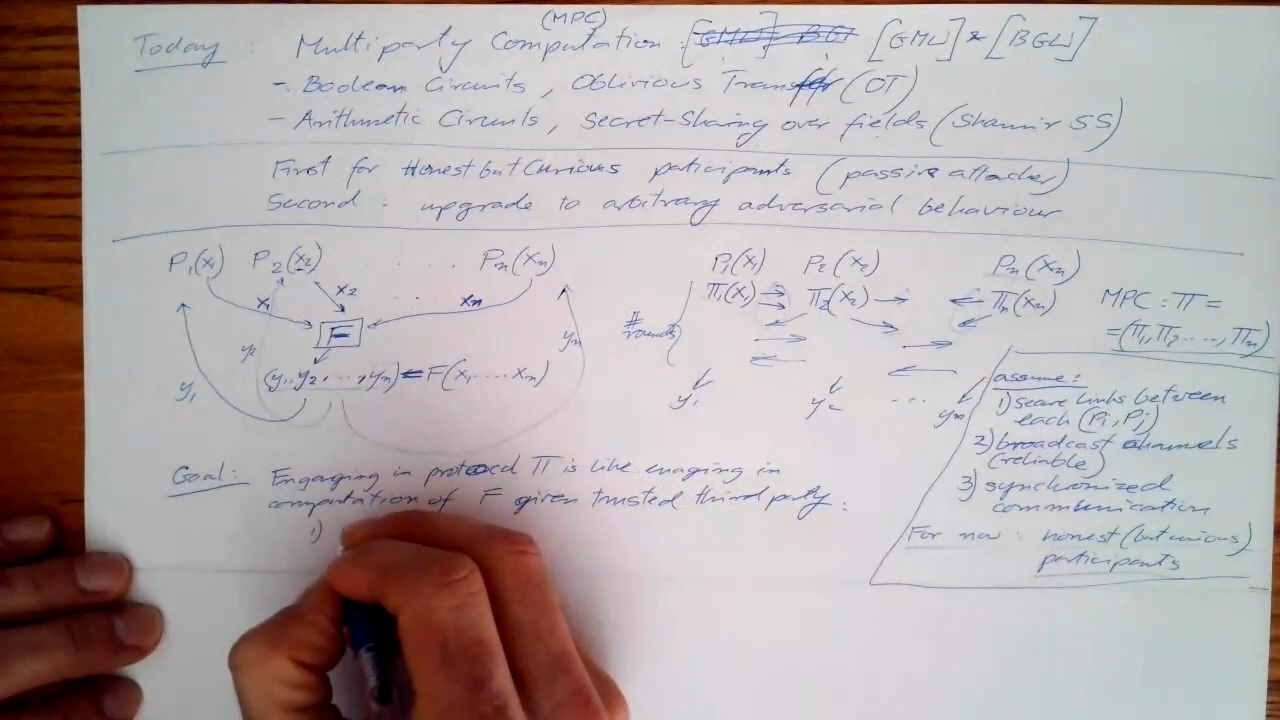 (MPC)
Today : Multiparty Computation : [GMW] BGW [GMW] & [BGW]
- Boolean Circuits, Oblivious Transfer (OT)
- Arithmetic Circuits, Secret-Sharing over fields (Shamir SS)
First for Honest but Curious participants (passive attacker)
Second : upgrade to arbitrary adversarial behaviour
P1(x1) P2(x2) . . . . . Pn(xn)
x1 x2 xn
F
y1 y2 yn
(y1, y2, ..., yn) ← F(x1 .... xn)
P1(x1) P2(x2) Pn(xn)
Π1(x1) Π2(x2) Πn(xn)
# rounds
y1 y2 ... yn
MPC : Π =
= (Π1, Π2, ...., Πn)
assume:
1) secure links between
each (Pi, Pj)
2) broadcast channels
(reliable)
3) synchronized
communication
For now : honest (but curious)
participants
Goal: Engaging in protocol Π is like enaging in
computation of F given trusted third party :
1)